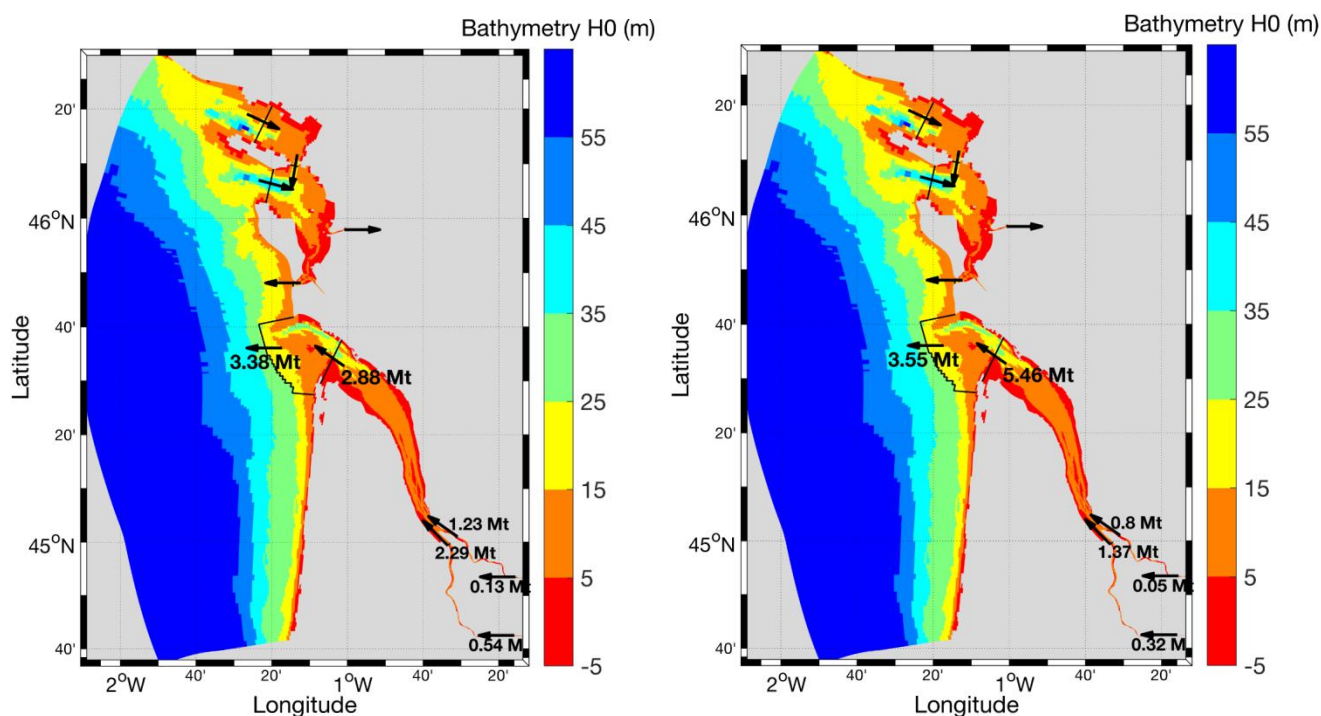 Bathymetry H0 (m)
20'
46°N
40'
20'
45°N
40'
Latitude
3.38 Mt
2.88 Mt
1.23 Mt
2.29 Mt
0.13 Mt
0.54 M
2°W
40'
20'
1°W
40'
20'
Longitude
55
45
35
25
15
5
-5
Bathymetry H0 (m)
20'
46°N
40'
20'
45°N
40'
Latitude
3.55 Mt
5.46 Mt
0.8 Mt
1.37 Mt
0.05 Mt
0.32 M
2°W
40'
20'
1°W
40'
20'
Longitude
55
45
35
25
15
5
-5